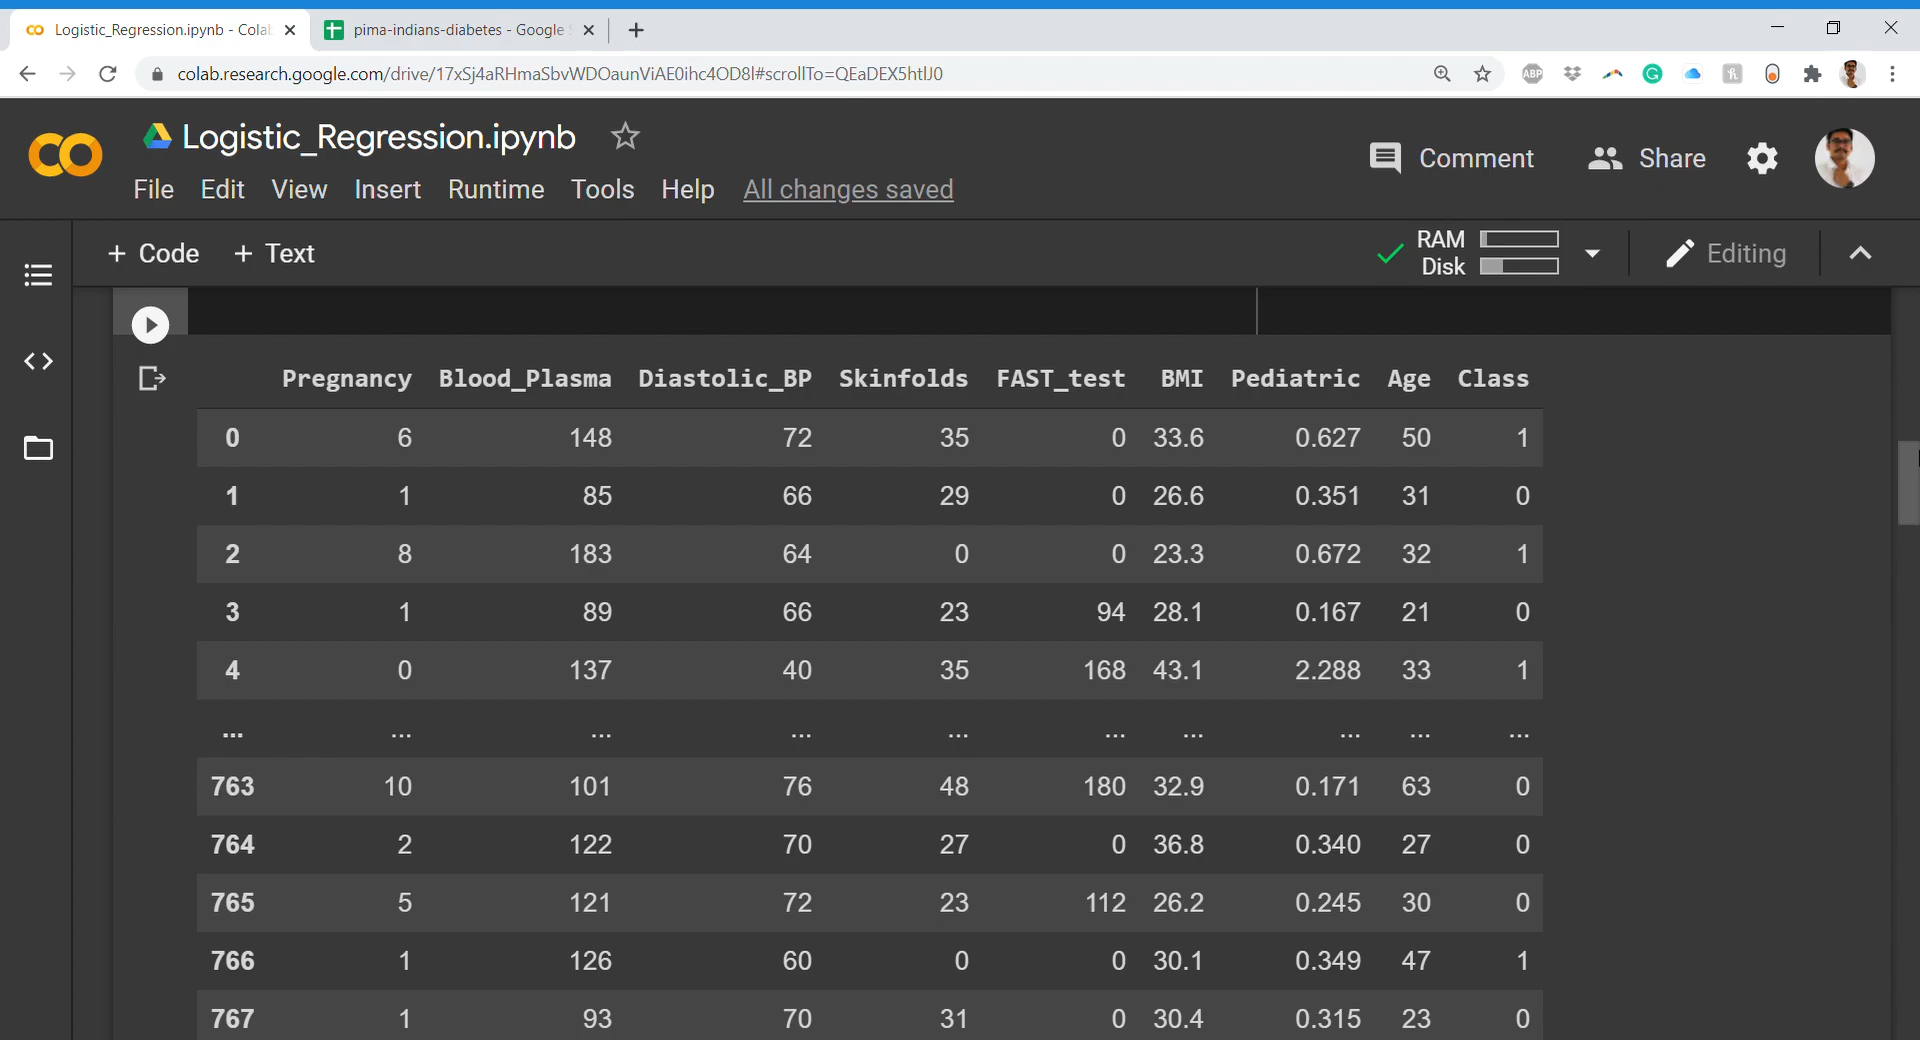 Logistic_Regression.ipynb - Cola
pima-indians-diabetes - Google
colab.research.google.com/drive/17xSj4aRHmaSbvWDOaunViAE0ihc4OD8l#scrollTo=QEaDEX5htlJ0
ABP
Logistic_Regression.ipynb
Comment
Share
File Edit View Insert Runtime Tools Help All changes saved
+ Code + Text
RAM
Disk
Editing
Pregnancy Blood_Plasma Diastolic_BP Skinfolds FAST_test BMI Pediatric Age Class
0 6 148 72 35 0 33.6 0.627 50 1
1 1 85 66 29 0 26.6 0.351 31 0
2 8 183 64 0 0 23.3 0.672 32 1
3 1 89 66 23 94 28.1 0.167 21 0
4 0 137 40 35 168 43.1 2.288 33 1
... ... ... ... ... ... ... ... ... ...
763 10 101 76 48 180 32.9 0.171 63 0
764 2 122 70 27 0 36.8 0.340 27 0
765 5 121 72 23 112 26.2 0.245 30 0
766 1 126 60 0 0 30.1 0.349 47 1
767 1 93 70 31 0 30.4 0.315 23 0